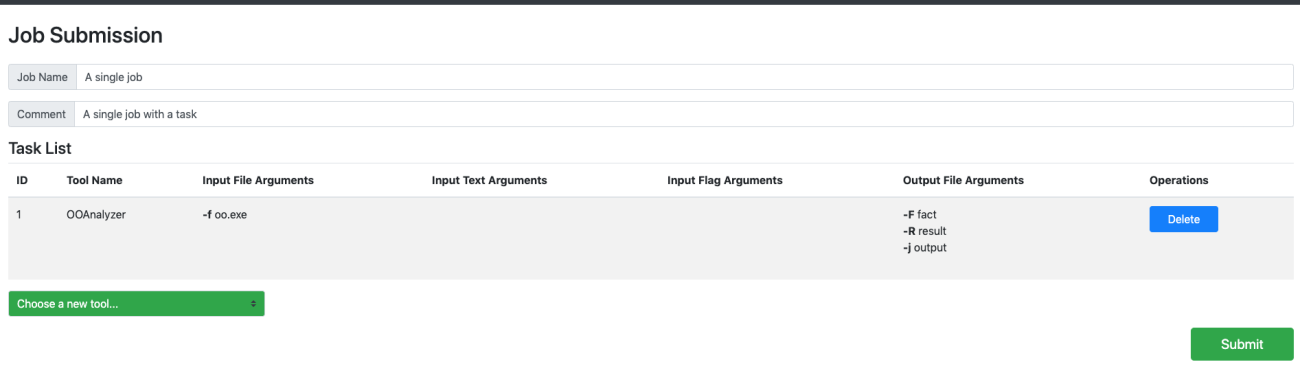 Job Submission
Job Name A single job
Comment A single job with a task
Task List
ID Tool Name Input File Arguments Input Text Arguments Input Flag Arguments Output File Arguments Operations
1 OOAnalyzer -f oo.exe -F fact Delete
-R result
-j output
Choose a new tool...
Submit